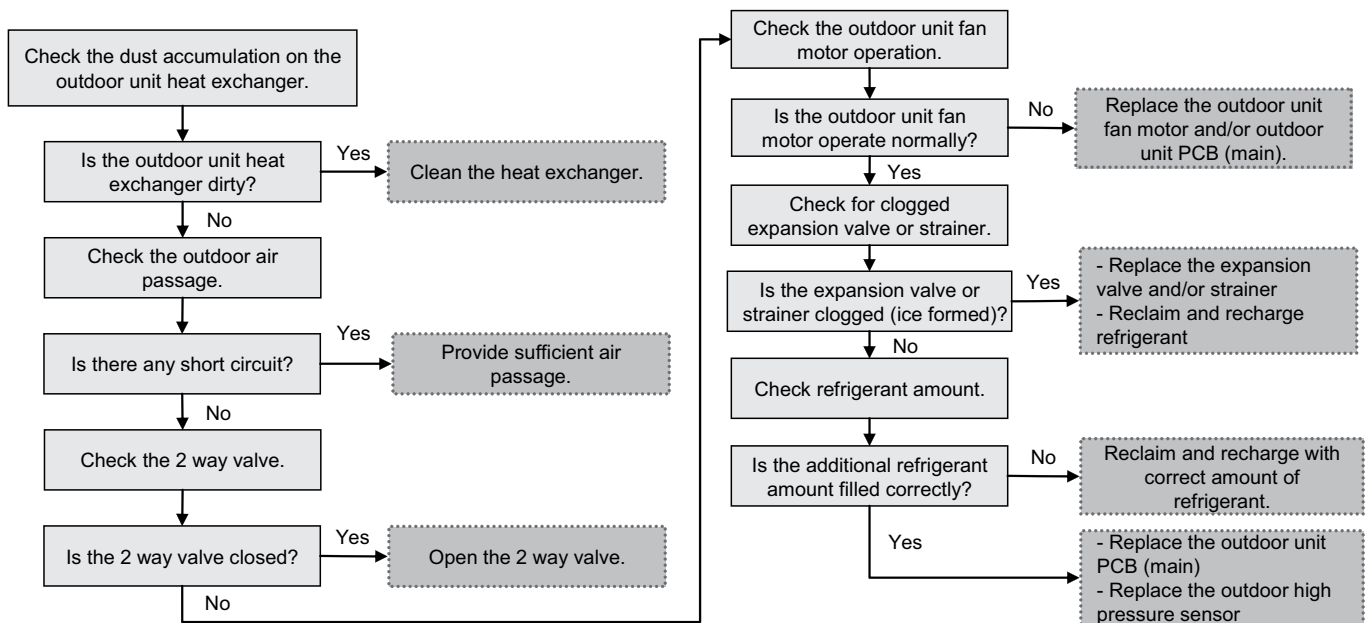 Check the dust accumulation on the
outdoor unit heat exchanger.
Is the outdoor unit heat
exchanger dirty?
Yes
Clean the heat exchanger.
No
Check the outdoor air
passage.
Is there any short circuit?
Yes
Provide sufficient air
passage.
No
Check the 2 way valve.
Is the 2 way valve closed?
Yes
Open the 2 way valve.
No
Check the outdoor unit fan
motor operation.
Is the outdoor unit fan
motor operate normally?
No
Replace the outdoor unit
fan motor and/or outdoor
unit PCB (main).
Yes
Check for clogged
expansion valve or strainer.
Is the expansion valve or
strainer clogged (ice formed)?
Yes
- Replace the expansion
valve and/or strainer
- Reclaim and recharge
refrigerant
No
Check refrigerant amount.
Is the additional refrigerant
amount filled correctly?
No
Reclaim and recharge with
correct amount of
refrigerant.
Yes
- Replace the outdoor unit
PCB (main)
- Replace the outdoor high
pressure sensor